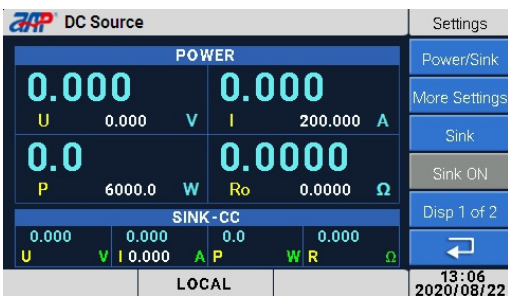 AAP DC Source Settings
POWER
0.000 0.000
U 0.000 V I 200.000 A
0.0 0.0000
P 6000.0 W Ro 0.0000 Ω
SINK-CC
0.000 0.000 0.0 0.000
U V I 0.000 A P W R Ω
Power/Sink
More Settings
Sink
Sink ON
Disp 1 of 2
LOCAL
13:06
2020/08/22